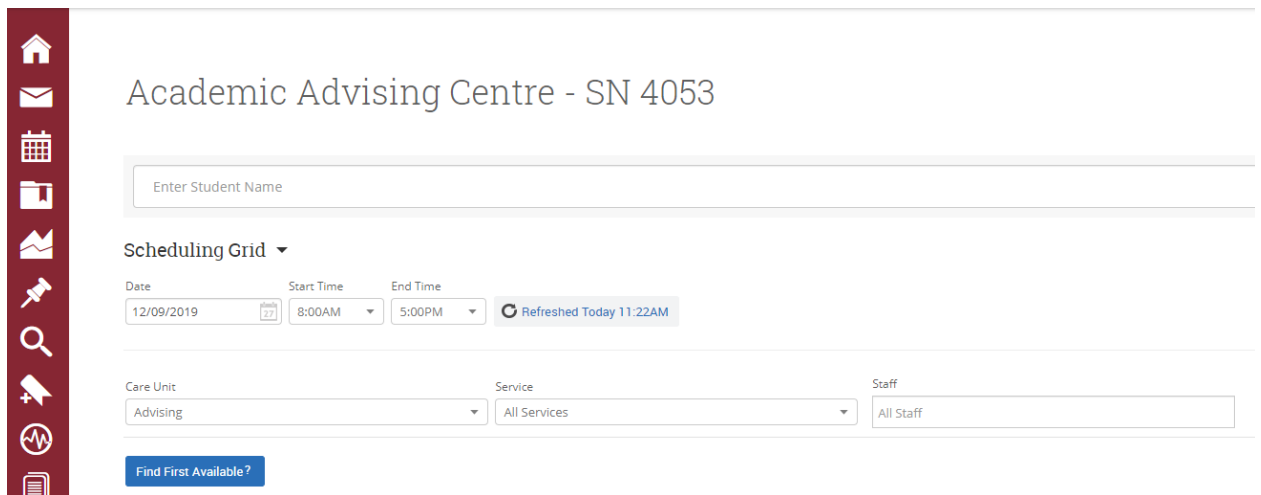 Academic Advising Centre - SN 4053
Enter Student Name
Scheduling Grid
Date Start Time End Time
12/09/2019 27 8:00AM 5:00PM Refreshed Today 11:22AM
Care Unit Service Staff
Advising All Services All Staff
Find First Available?